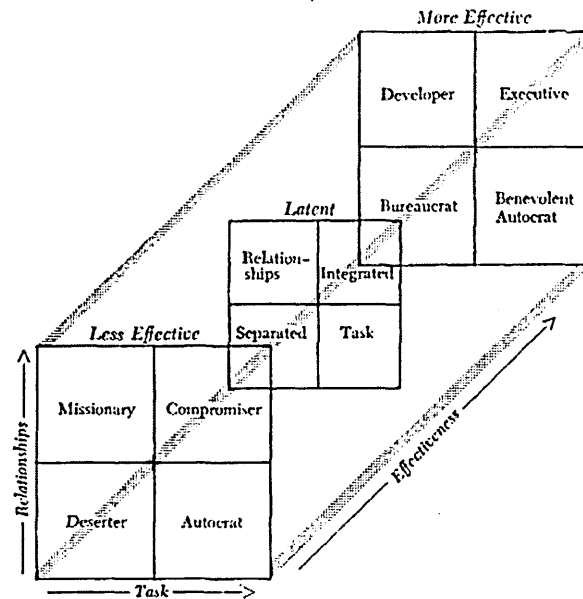 More Effective
Developer
Executive
Bureaucrat
Benevolent
Autocrat
Latent
Relation-
ships
Integrated
Separated
Task
Less Effective
Missionary
Compromiser
Deserter
Autocrat
Relationships
Task
Effectiveness